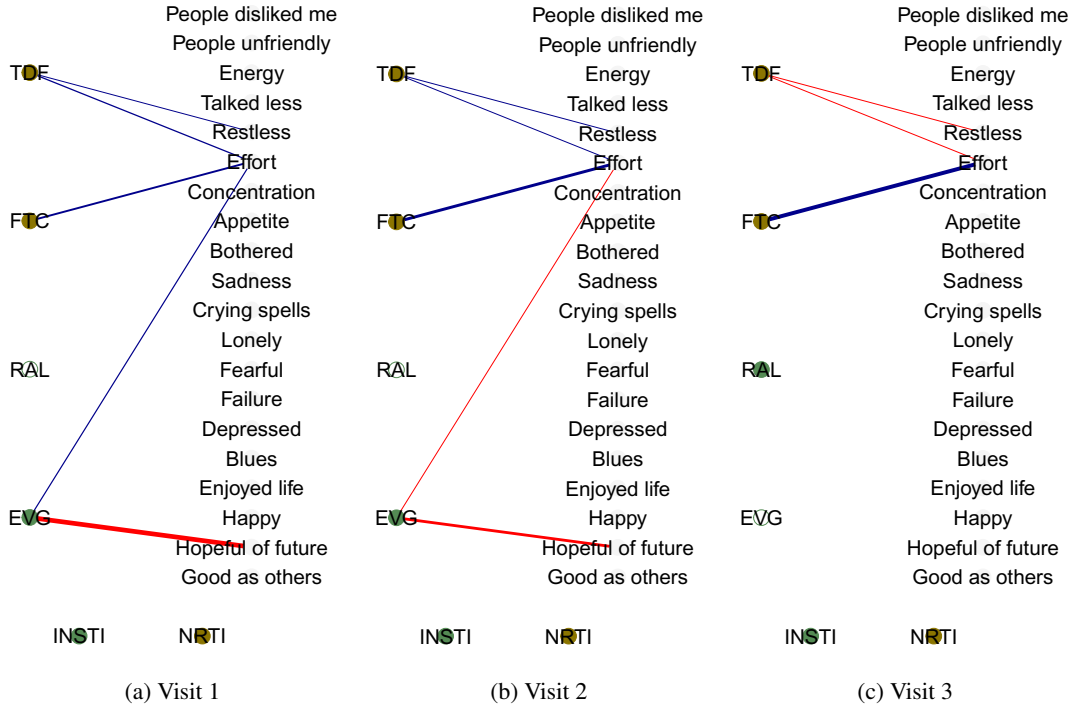 People disliked me
People unfriendly
TDF
Energy
Talked less
Restless
Effort
Concentration
FTC
Appetite
Bothered
Sadness
Crying spells
Lonely
RAL
Fearful
Failure
Depressed
Blues
Enjoyed life
EVG
Happy
Hopeful of future
Good as others
INSTI
NRTI
(a) Visit 1
People disliked me
People unfriendly
TDF
Energy
Talked less
Restless
Effort
Concentration
FTC
Appetite
Bothered
Sadness
Crying spells
Lonely
RAL
Fearful
Failure
Depressed
Blues
Enjoyed life
EVG
Happy
Hopeful of future
Good as others
INSTI
NRTI
(b) Visit 2
People disliked me
People unfriendly
TDF
Energy
Talked less
Restless
Effort
Concentration
FTC
Appetite
Bothered
Sadness
Crying spells
Lonely
RAL
Fearful
Failure
Depressed
Blues
Enjoyed life
EVG
Happy
Hopeful of future
Good as others
INSTI
NRTI
(c) Visit 3